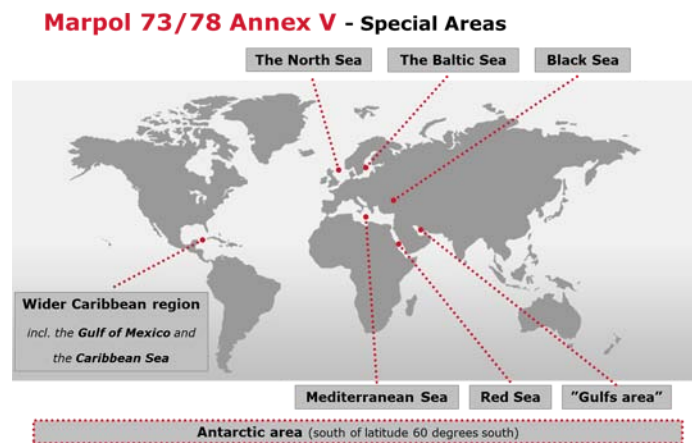 Marpol 73/78 Annex V - Special Areas
The North Sea
The Baltic Sea
Black Sea
Wider Caribbean region
incl. the Gulf of Mexico and
the Caribbean Sea
Mediterranean Sea
Red Sea
"Gulfs area"
Antarctic area (south of latitude 60 degrees south)